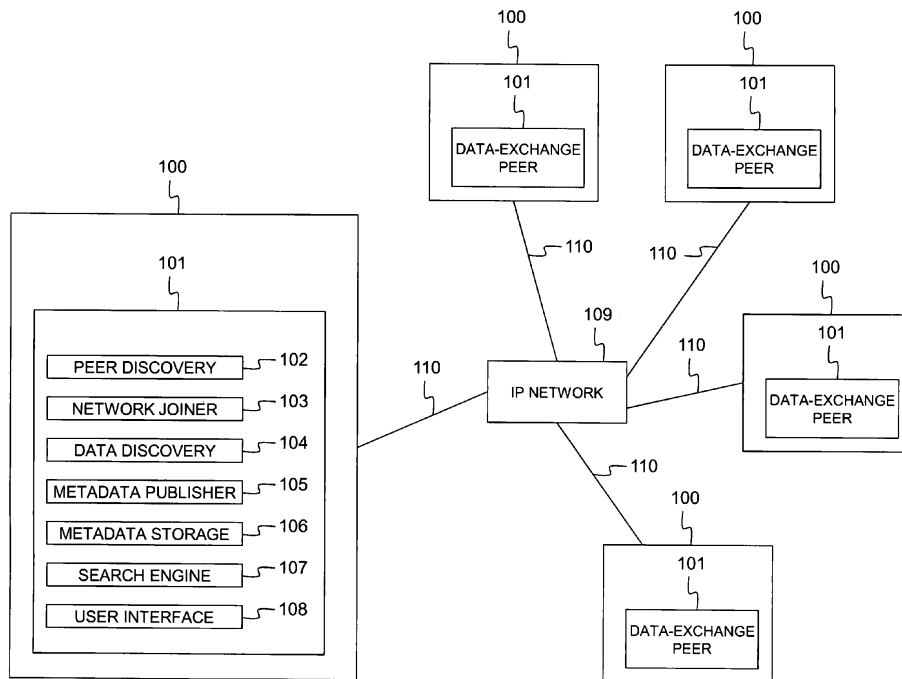 100
100
101
DATA-EXCHANGE
PEER
101
DATA-EXCHANGE
PEER
100
101
110
110
100
101
DATA-EXCHANGE
PEER
109
IP NETWORK
110
110
110
PEER DISCOVERY
102
NETWORK JOINER
103
DATA DISCOVERY
104
METADATA PUBLISHER
105
METADATA STORAGE
106
SEARCH ENGINE
107
USER INTERFACE
108
100
101
DATA-EXCHANGE
PEER